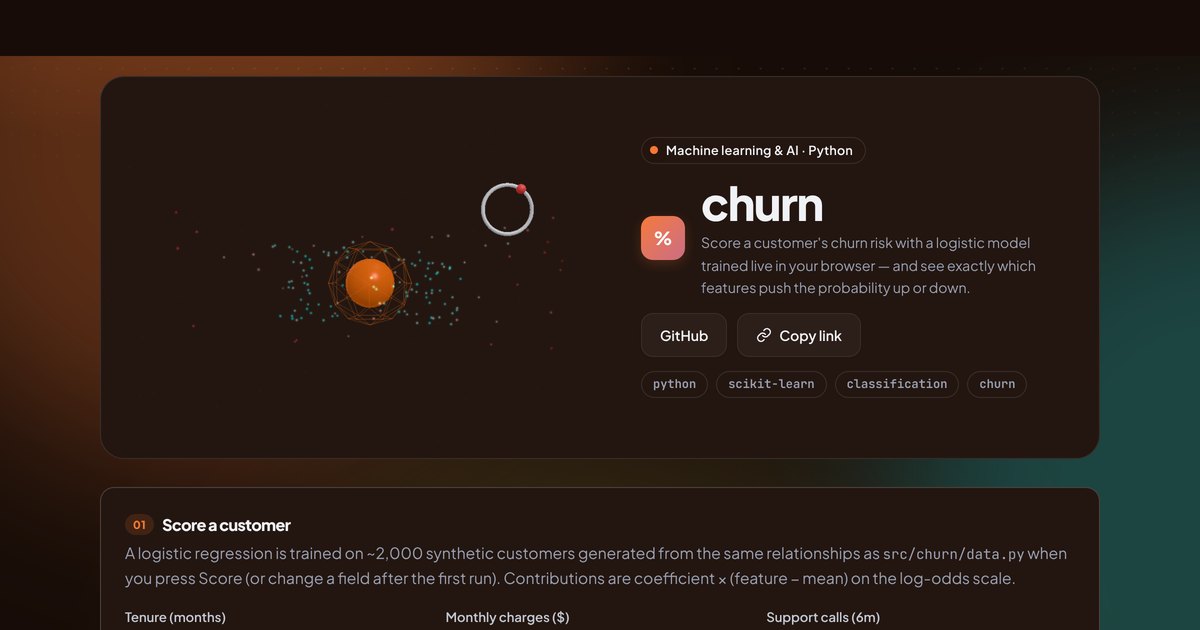 Machine learning & AI · Python
churn
%
Score a customer's churn risk with a logistic model
trained live in your browser — and see exactly which
features push the probability up or down.
GitHub
Copy link
python
scikit-learn
classification
churn
01
Score a customer
A logistic regression is trained on ~2,000 synthetic customers generated from the same relationships as src/churn/data.py when
you press Score (or change a field after the first run). Contributions are coefficient × (feature − mean) on the log-odds scale.
Tenure (months)
Monthly charges ($)
Support calls (6m)